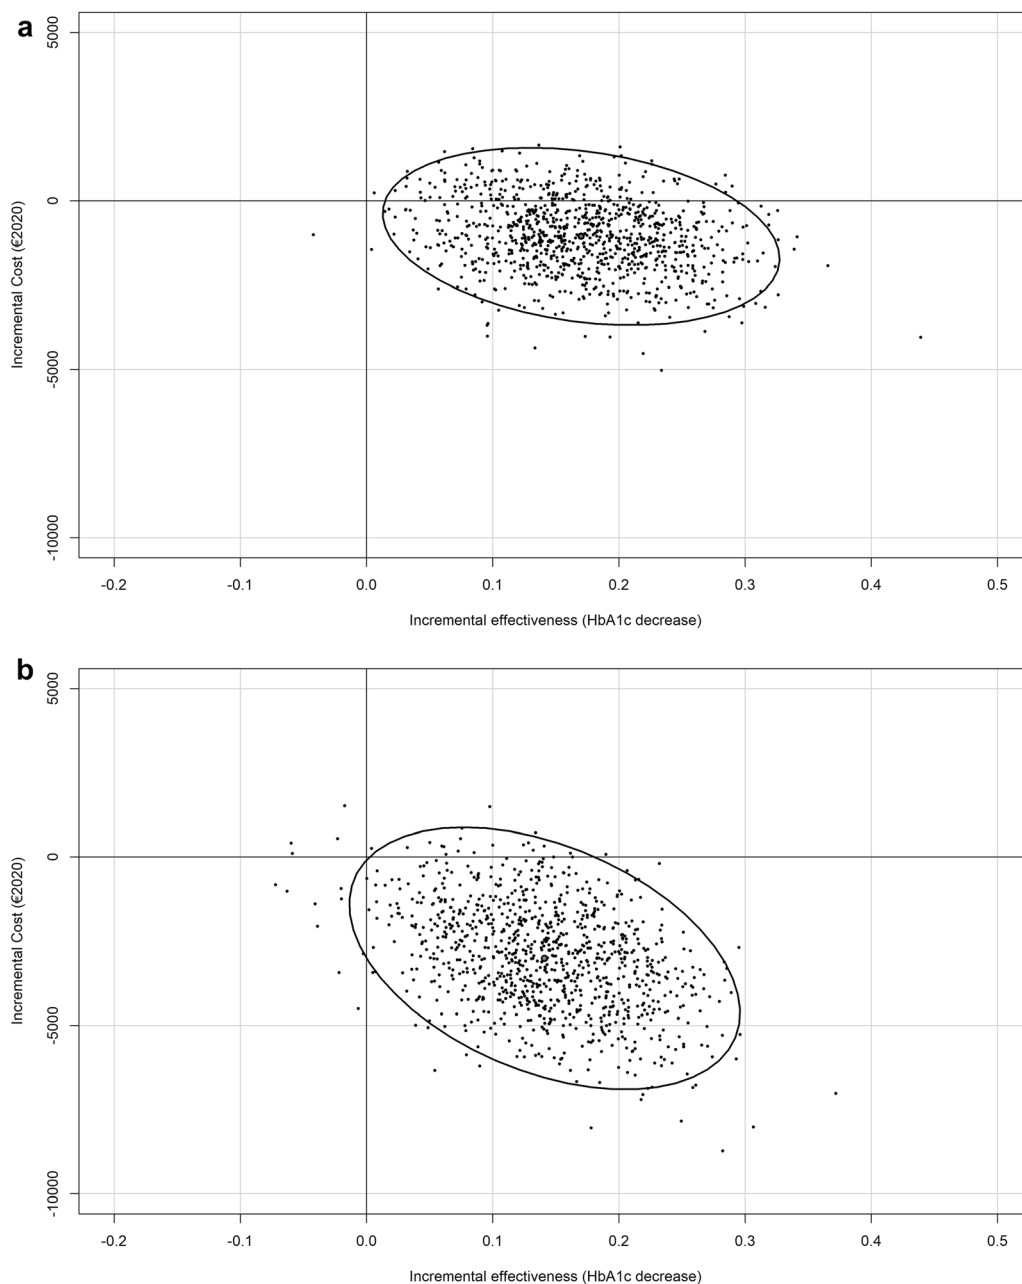 a
5000
0
-5000
-10000
Incremental Cost (€2020)
-0.2 -0.1 0.0 0.1 0.2 0.3 0.4 0.5
Incremental effectiveness (HbA1c decrease)
b
5000
0
-5000
-10000
Incremental Cost (€2020)
-0.2 -0.1 0.0 0.1 0.2 0.3 0.4 0.5
Incremental effectiveness (HbA1c decrease)